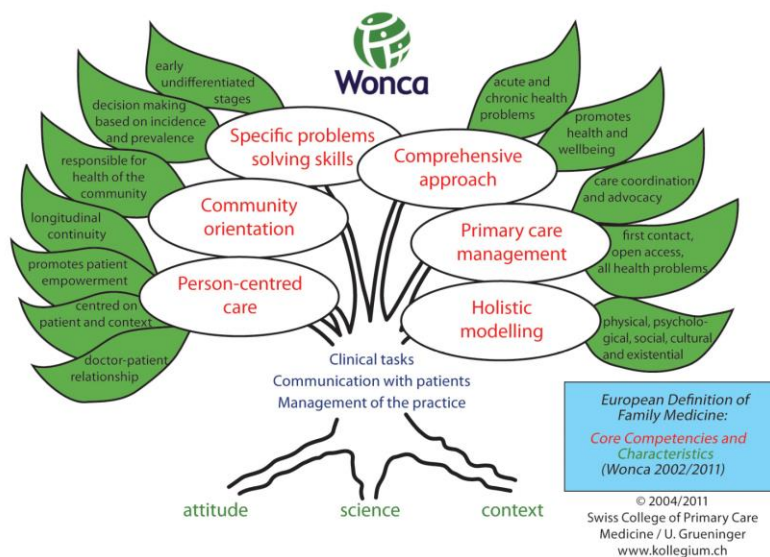 Wonca
early
undifferentiated
stages
decision making
based on incidence
and prevalence
responsible for
health of the
community
longitudinal
continuity
promotes patient
empowerment
centred on
patient and context
doctor-patient
relationship
Specific problems
solving skills
Community
orientation
Person-centred
care
Comprehensive
approach
Primary care
management
Holistic
modelling
acute and
chronic health
problems
promotes
health and
wellbeing
care coordination
and advocacy
first contact,
open access,
all health problems
physical, psycholo-
gical, social, cultural
and existential
Clinical tasks
Communication with patients
Management of the practice
attitude
science
context
European Definition of
Family Medicine:
Core Competencies and
Characteristics
(Wonca 2002/2011)
© 2004/2011
Swiss College of Primary Care
Medicine / U. Grueninger
www.kollegium.ch